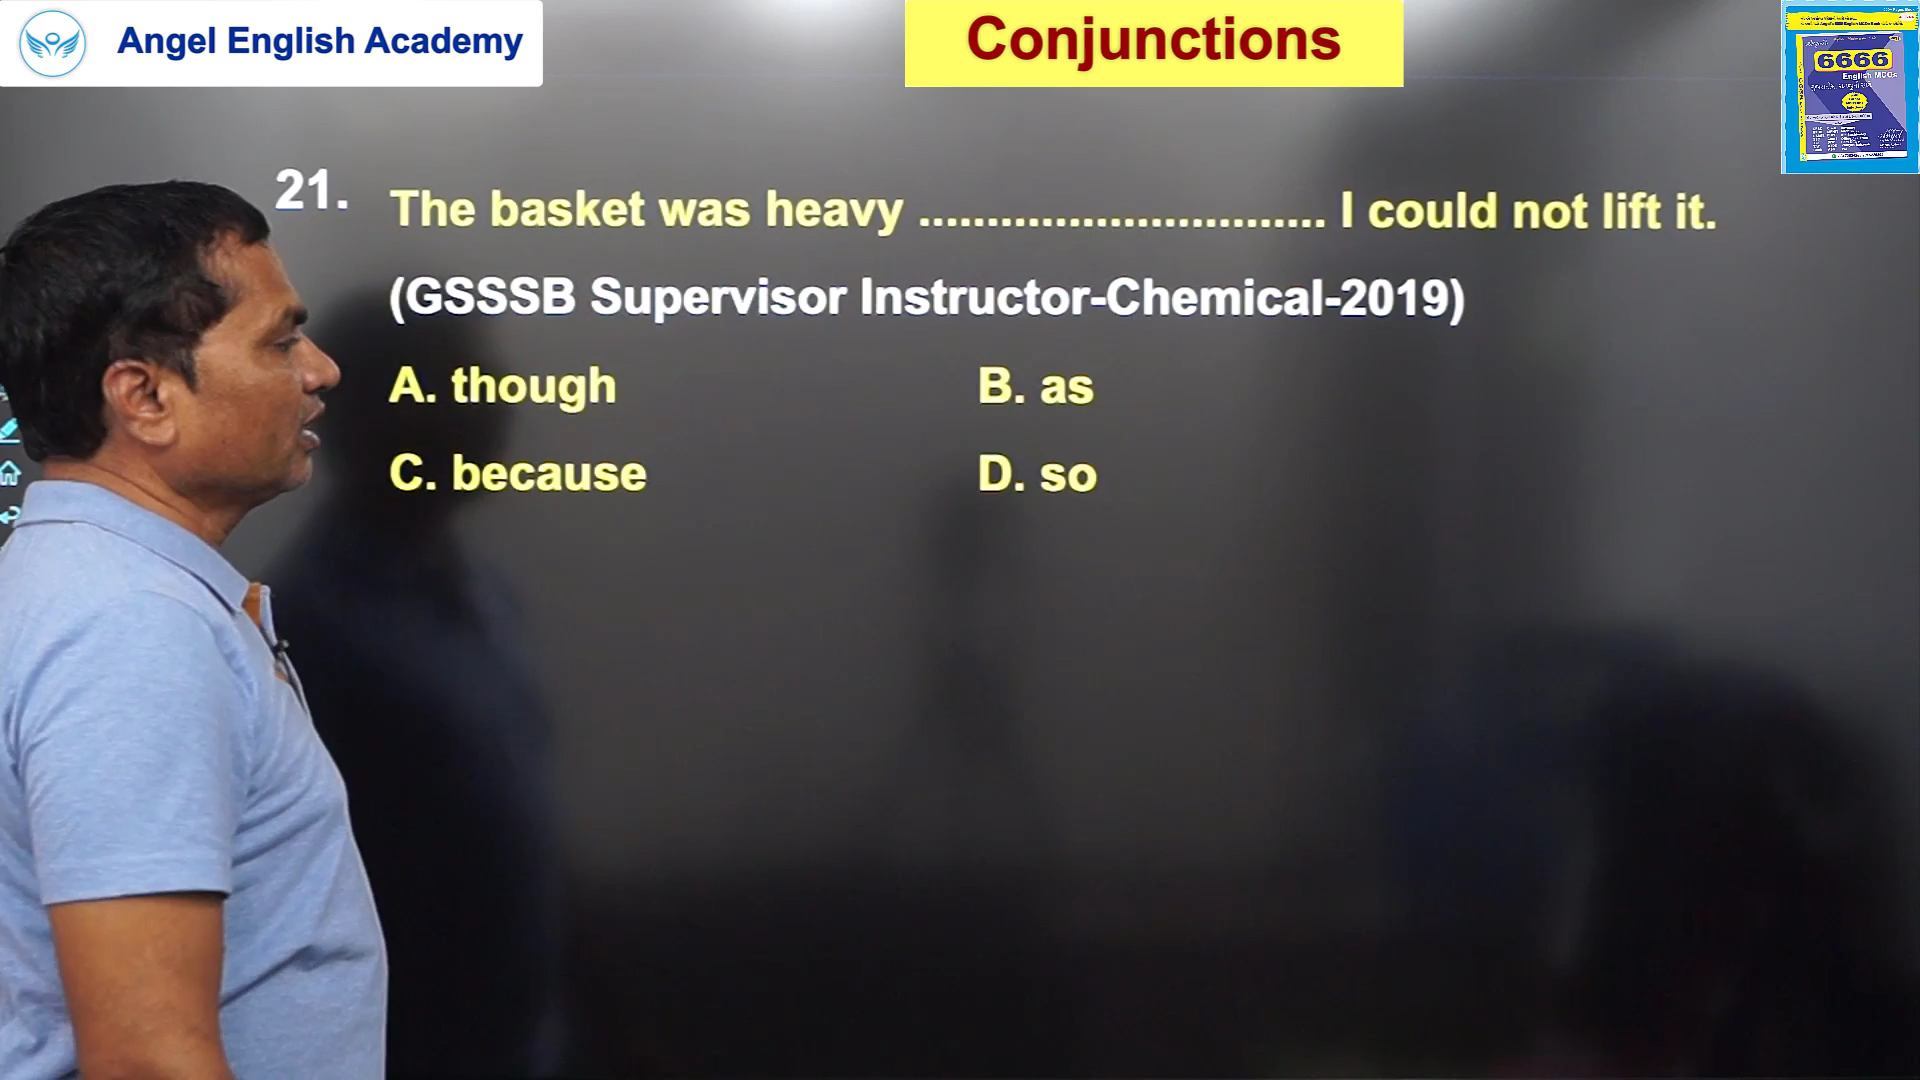 Angel English Academy
Conjunctions
6666
English MCQs
21.
The basket was heavy .............................. I could not lift it.
(GSSSB Supervisor Instructor-Chemical-2019)
A. though
B. as
C. because
D. so